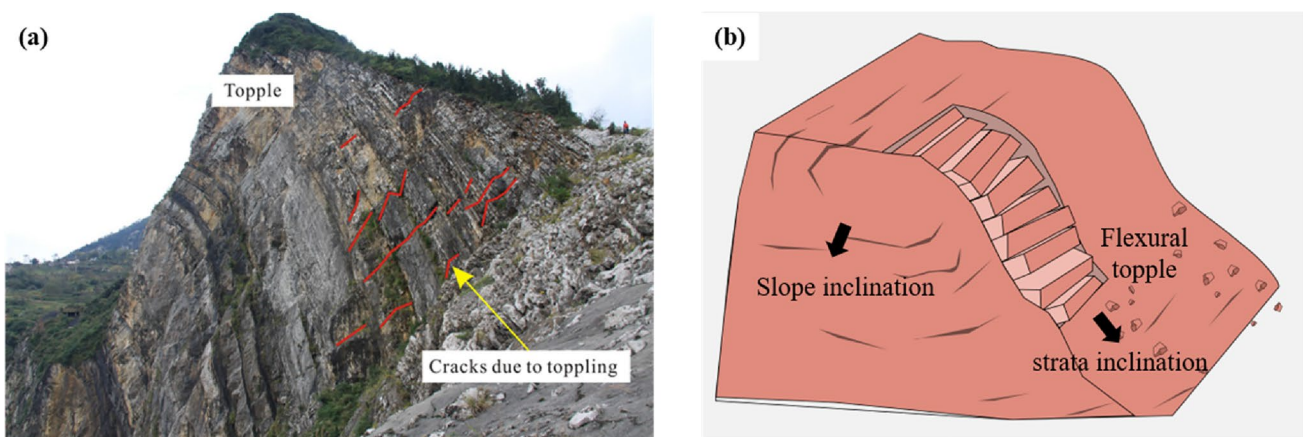 (a)
Topple
Cracks due to toppling
(b)
Slope inclination
Flexural
topple
strata inclination